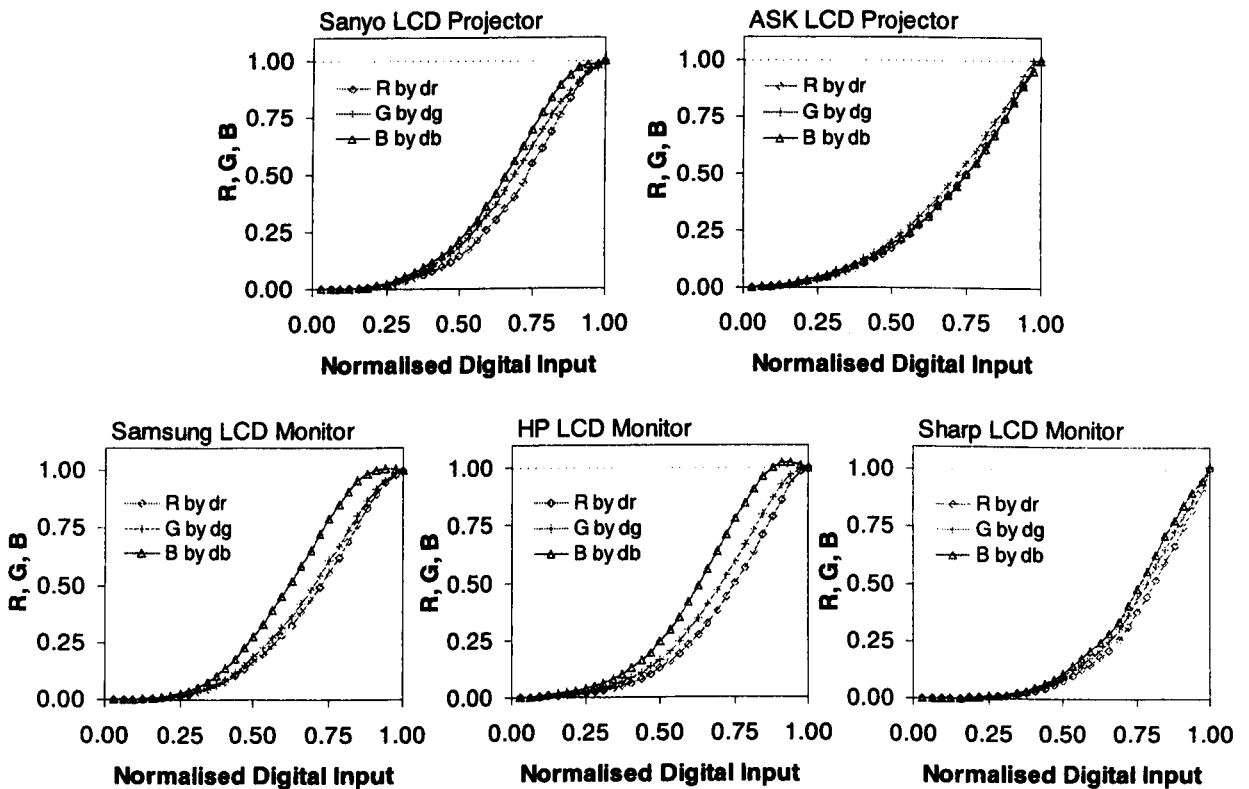 Sanyo LCD Projector
1.00
0.75
0.50
0.25
0.00
R, G, B
R by dr
G by dg
B by db
0.00 0.25 0.50 0.75 1.00
Normalised Digital Input
ASK LCD Projector
1.00
0.75
0.50
0.25
0.00
R, G, B
R by dr
G by dg
B by db
0.00 0.25 0.50 0.75 1.00
Normalised Digital Input
Samsung LCD Monitor
1.00
0.75
0.50
0.25
0.00
R, G, B
R by dr
G by dg
B by db
0.00 0.25 0.50 0.75 1.00
Normalised Digital Input
HP LCD Monitor
1.00
0.75
0.50
0.25
0.00
R, G, B
R by dr
G by dg
B by db
0.00 0.25 0.50 0.75 1.00
Normalised Digital Input
Sharp LCD Monitor
1.00
0.75
0.50
0.25
0.00
R, G, B
R by dr
G by dg
B by db
0.00 0.25 0.50 0.75 1.00
Normalised Digital Input